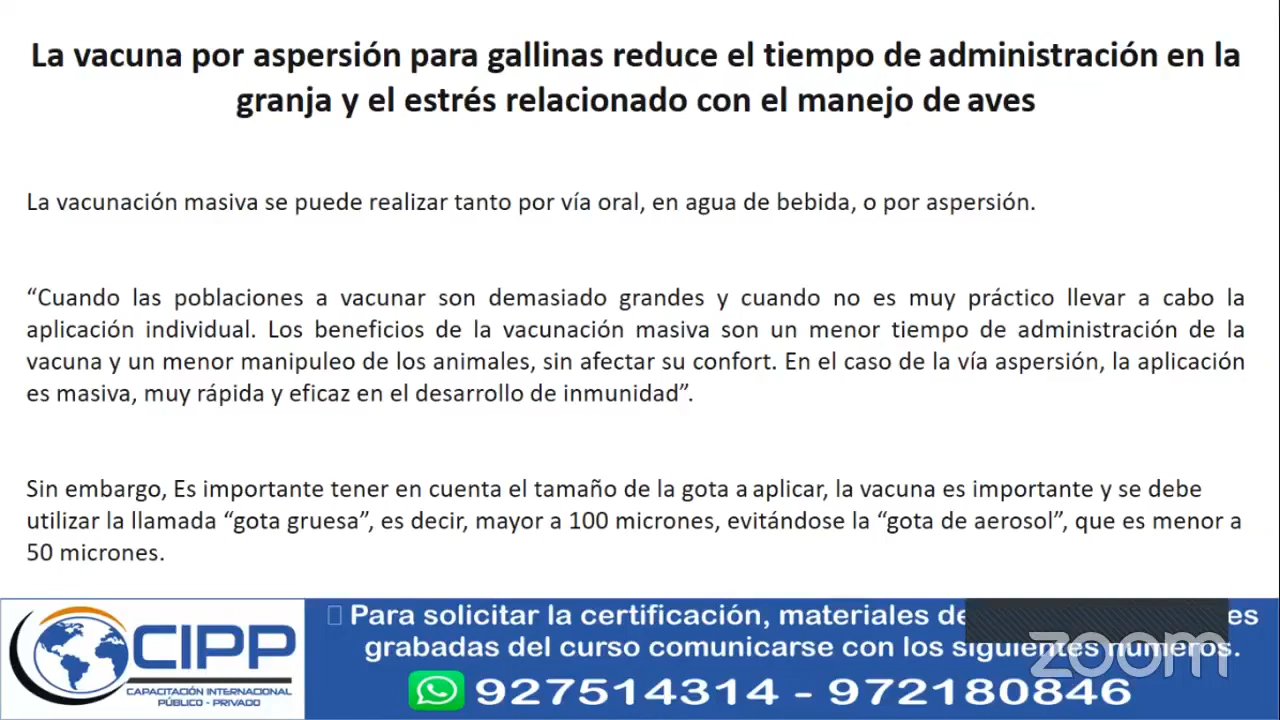 La vacuna por aspersión para gallinas reduce el tiempo de administración en la
granja y el estrés relacionado con el manejo de aves
La vacunación masiva se puede realizar tanto por vía oral, en agua de bebida, o por aspersión.
“Cuando las poblaciones a vacunar son demasiado grandes y cuando no es muy práctico llevar a cabo la
aplicación individual. Los beneficios de la vacunación masiva son un menor tiempo de administración de la
vacuna y un menor manipuleo de los animales, sin afectar su confort. En el caso de la vía aspersión, la aplicación
es masiva, muy rápida y eficaz en el desarrollo de inmunidad”.
Sin embargo, Es importante tener en cuenta el tamaño de la gota a aplicar, la vacuna es importante y se debe
utilizar la llamada “gota gruesa”, es decir, mayor a 100 micrones, evitándose la “gota de aerosol”, que es menor a
50 micrones.
CIPP
CAPACITACIÓN INTERNACIONAL
PÚBLICO - PRIVADO
Para solicitar la certificación, materiales de es
grabadas del curso comunicarse con los siguientes números.
927514314 - 972180846
zoom